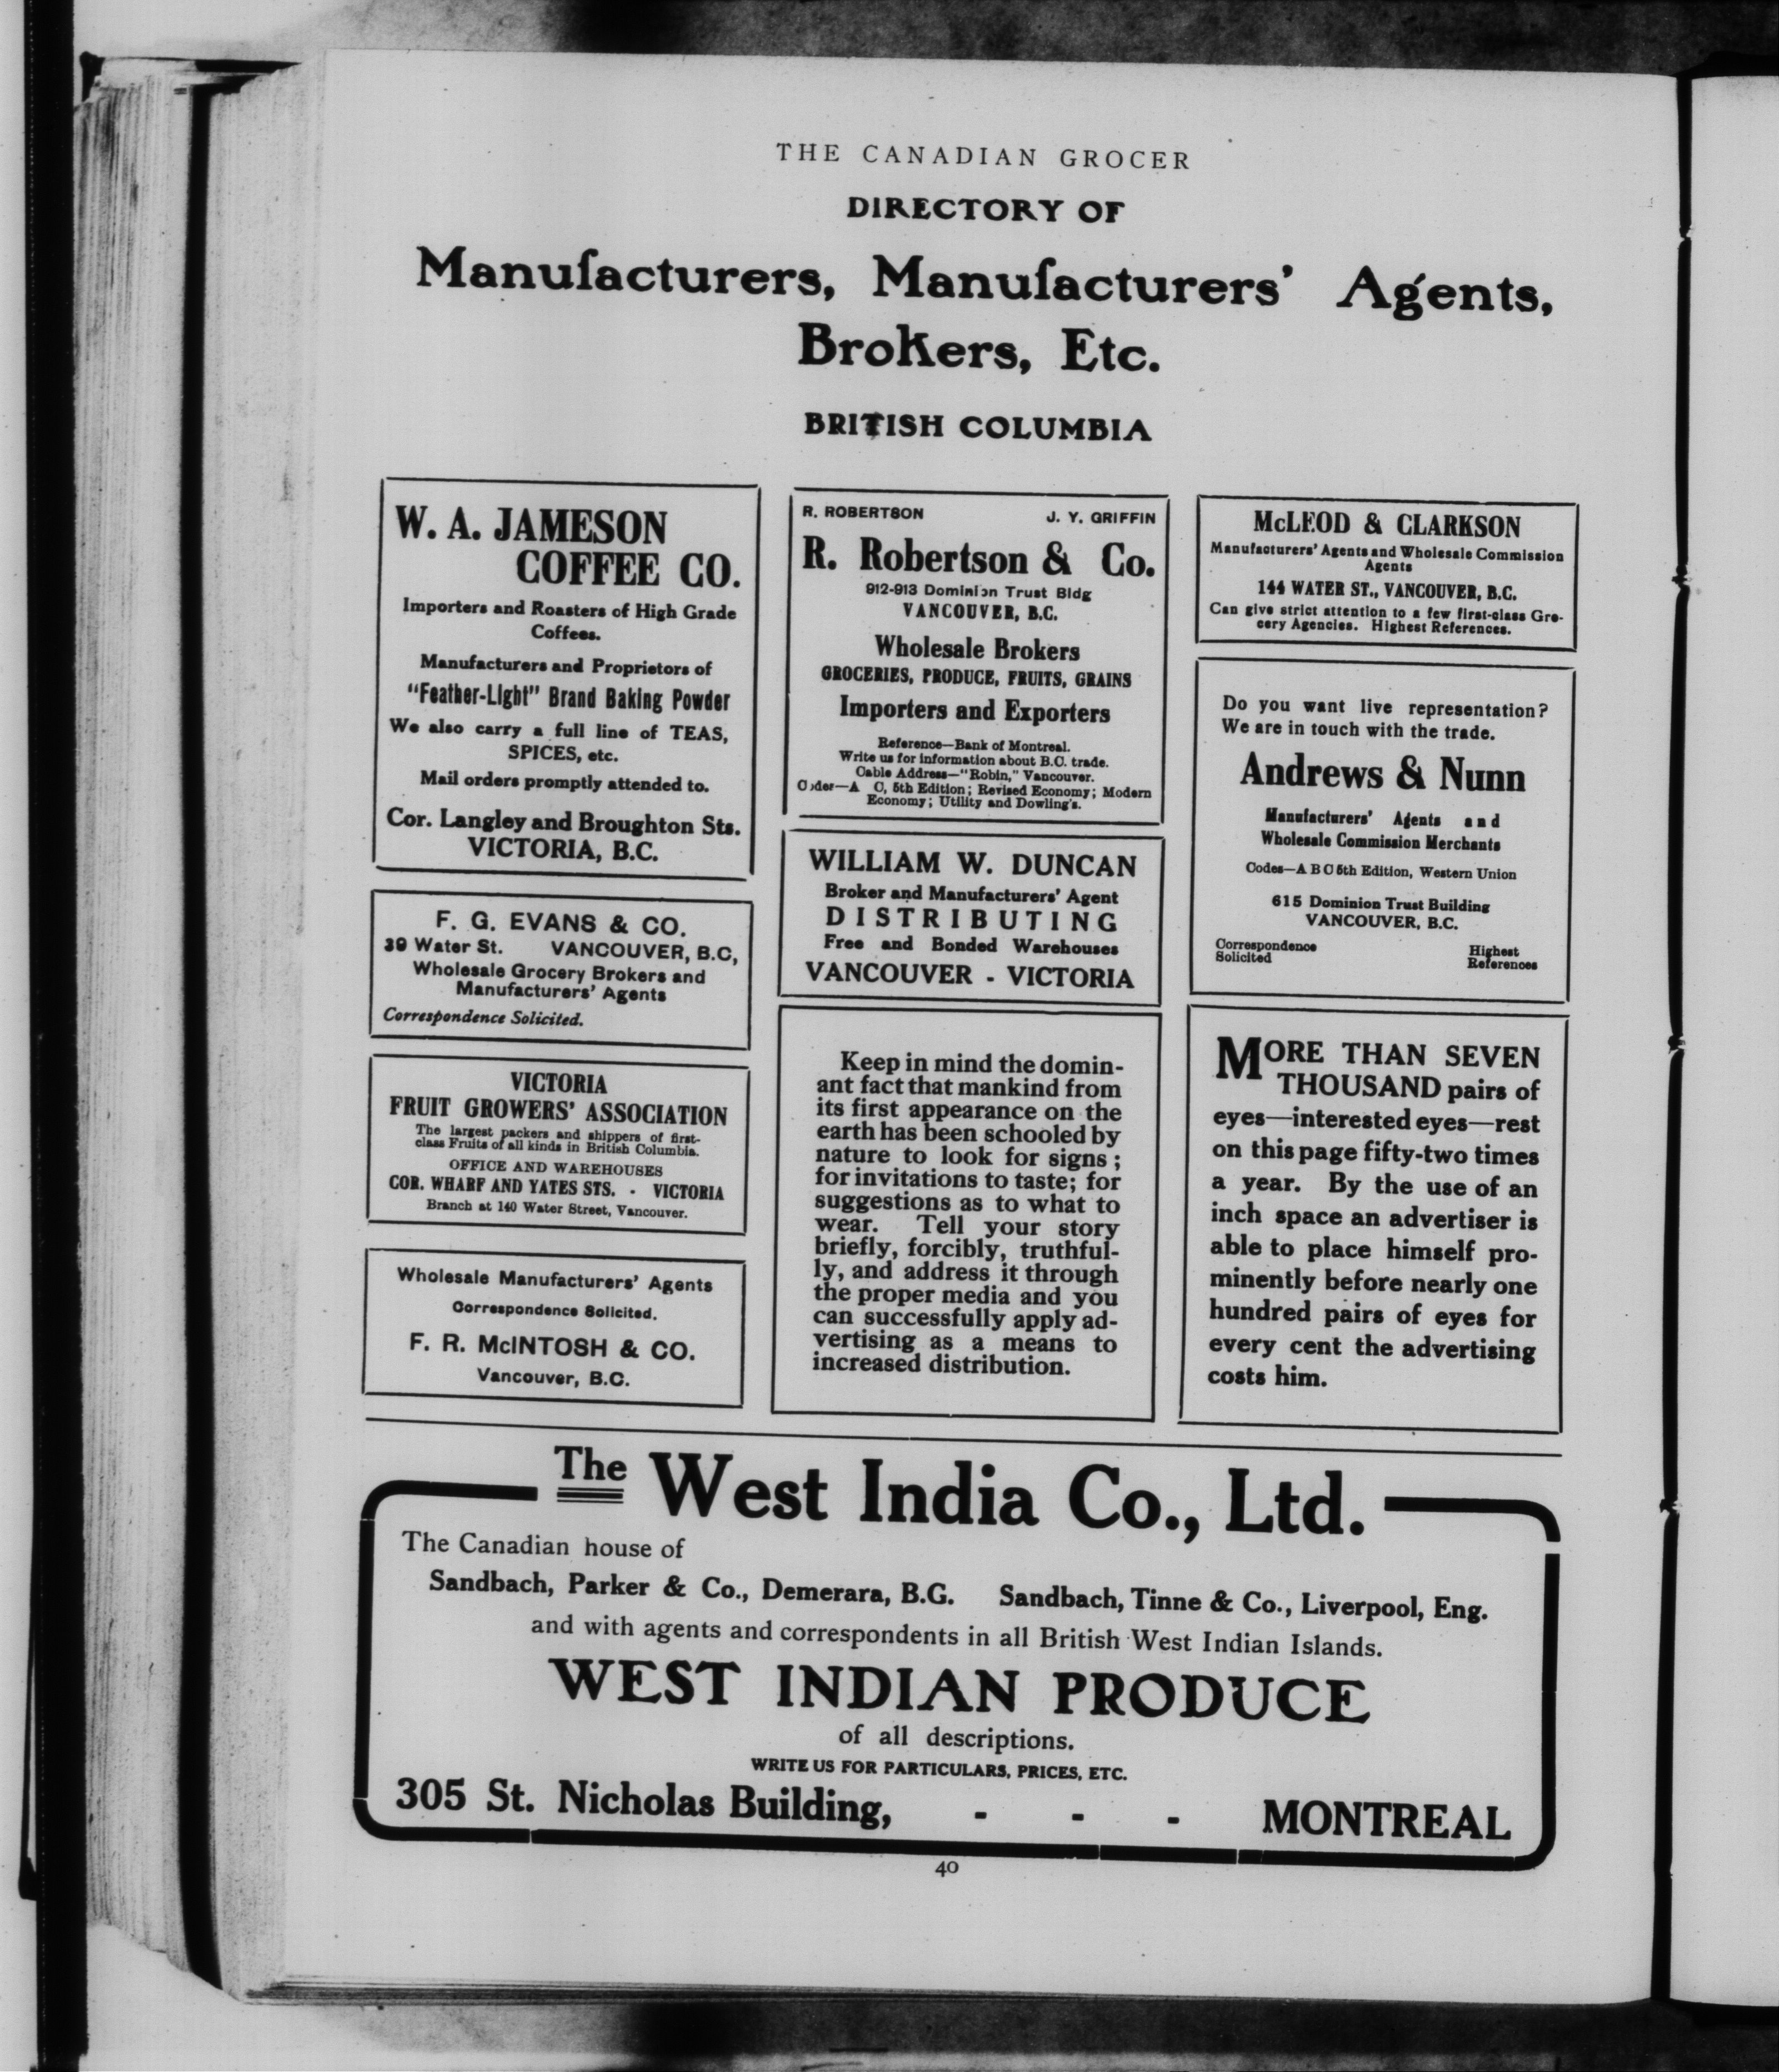 THE CANADIAN GROCER
DIRECTORY OF
Manufacturers, Manufacturers' Agents,
Brokers, Etc.
BRITISH COLUMBIA
W. A. JAMESON
COFFEE CO.
Importers and Roasters of High Grade
Coffees.
Manufacturers and Proprietors of
"Feather-Light" Brand Baking Powder
We also carry a full line of TEAS,
SPICES, etc.
Mail orders promptly attended to.
Cor. Langley and Broughton Sts.
VICTORIA, B.C.
F. G. EVANS & CO.
39 Water St. VANCOUVER, B.C,
Wholesale Grocery Brokers and
Manufacturers' Agents
Correspondence Solicited.
VICTORIA
FRUIT GROWERS' ASSOCIATION
The largest packers and shippers of first-
class Fruits of all kinds in British Columbia.
OFFICE AND WAREHOUSES
COR. WHARF AND YATES STS. - VICTORIA
Branch at 140 Water Street, Vancouver.
Wholesale Manufacturers' Agents
Correspondence Solicited.
F. R. McINTOSH & CO.
Vancouver, B.C.
R. ROBERTSON J. Y. GRIFFIN
R. Robertson & Co.
912-913 Dominion Trust Bldg
VANCOUVER, B.C.
Wholesale Brokers
GROCERIES, PRODUCE, FRUITS, GRAINS
Importers and Exporters
Reference—Bank of Montreal.
Write us for information about B.C. trade.
Cable Address—"Robin," Vancouver.
Codes—A C, 5th Edition; Revised Economy; Modern
Economy; Utility and Dowling's.
WILLIAM W. DUNCAN
Broker and Manufacturers' Agent
DISTRIBUTING
Free and Bonded Warehouses
VANCOUVER - VICTORIA
Keep in mind the domin-
ant fact that mankind from
its first appearance on the
earth has been schooled by
nature to look for signs;
for invitations to taste; for
suggestions as to what to
wear. Tell your story
briefly, forcibly, truthful-
ly, and address it through
the proper media and you
can successfully apply ad-
vertising as a means to
increased distribution.
McLEOD & CLARKSON
Manufacturers' Agents and Wholesale Commission
Agents
144 WATER ST., VANCOUVER, B.C.
Can give strict attention to a few first-class Gro-
cery Agencies. Highest References.
Do you want live representation?
We are in touch with the trade.
Andrews & Nunn
Manufacturers' Agents and
Wholesale Commission Merchants
Codes—A B C 5th Edition, Western Union
615 Dominion Trust Building
VANCOUVER, B.C.
Correspondence Highest
Solicited References
MORE THAN SEVEN
THOUSAND pairs of
eyes—interested eyes—rest
on this page fifty-two times
a year. By the use of an
inch space an advertiser is
able to place himself pro-
minently before nearly one
hundred pairs of eyes for
every cent the advertising
costs him.
The West India Co., Ltd.
The Canadian house of
Sandbach, Parker & Co., Demerara, B.G. Sandbach, Tinne & Co., Liverpool, Eng.
and with agents and correspondents in all British West Indian Islands.
WEST INDIAN PRODUCE
of all descriptions.
WRITE US FOR PARTICULARS, PRICES, ETC.
305 St. Nicholas Building, - - - MONTREAL
40